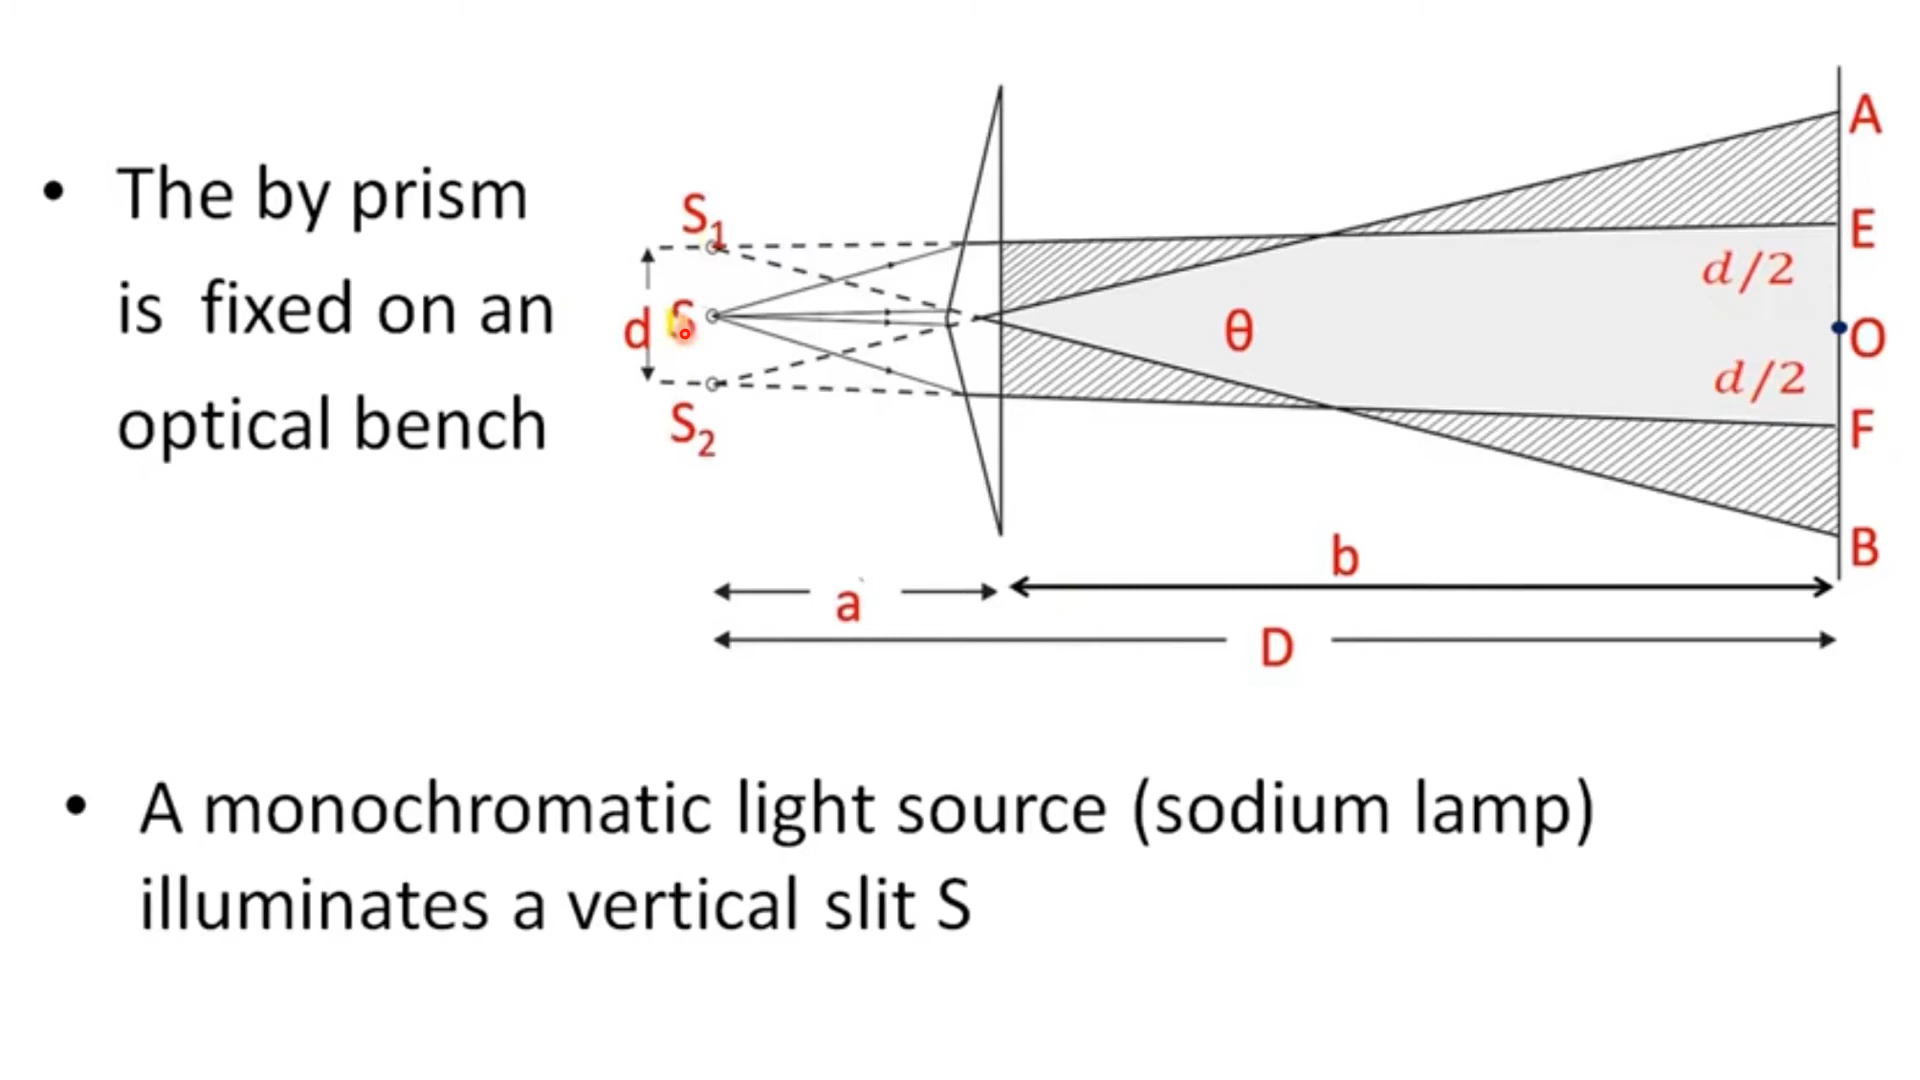 • The by prism
is fixed on an
optical bench
S₁
d S
S₂
θ
a
b
D
A
E
d/2
O
d/2
F
B
• A monochromatic light source (sodium lamp)
illuminates a vertical slit S